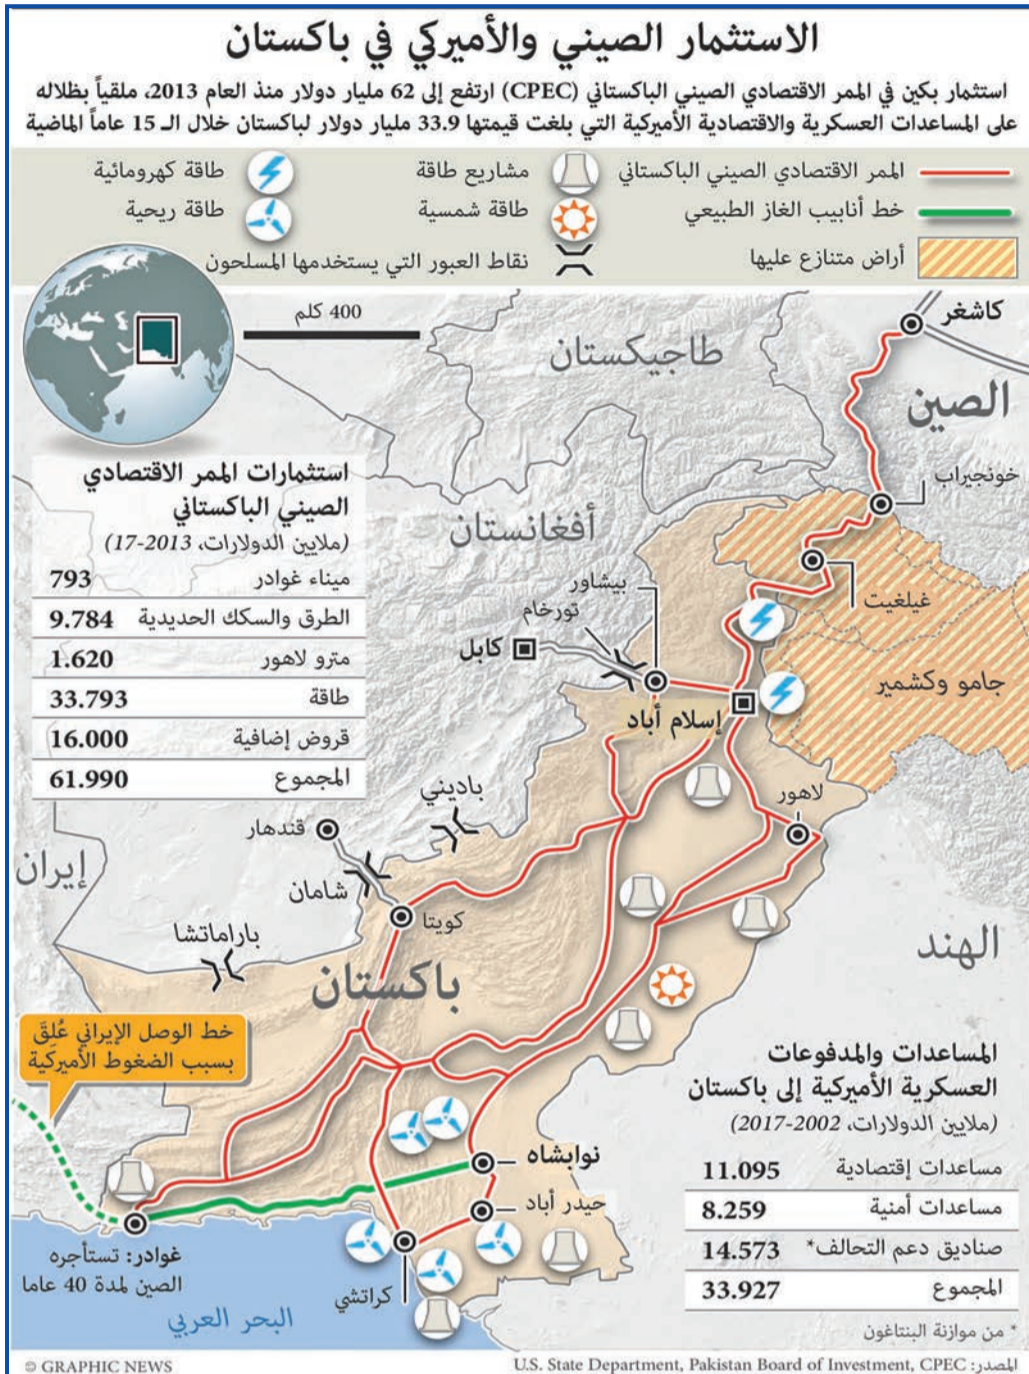 الاستثمار الصيني والأميركي في باكستان
استثمار بكين في الممر الاقتصادي الصيني الباكستاني (CPEC) ارتفع إلى 62 مليار دولار منذ العام 2013، ملقياً بظلاله
على المساعدات العسكرية والاقتصادية الأميركية التي بلغت قيمتها 33.9 مليار دولار لباكستان خلال الـ 15 عاماً الماضية
الممر الاقتصادي الصيني الباكستاني
مشاريع طاقة
طاقة كهرومائية
خط أنابيب الغاز الطبيعي
طاقة شمسية
طاقة ريحية
أراض متنازع عليها
نقاط العبور التي يستخدمها المسلحون
400 كلم
كاشغر
طاجيكستان
الصين
خونجيراب
أفغانستان
استثمارات الممر الاقتصادي
الصيني الباكستاني
(ملايين الدولارات، 2013-17)
ميناء غوادر 793
الطرق والسكك الحديدية 9.784
مترو لاهور 1.620
طاقة 33.793
قروض إضافية 16.000
المجموع 61.990
بيشاور
تورخام
كابل
غيلغيت
جامو وكشمير
إسلام أباد
لاهور
باديني
قندهار
شامان
إيران
كويتا
باراماتشا
باكستان
الهند
خط الوصل الإيراني عُلِّقَ
بسبب الضغوط الأميركية
المساعدات والمدفوعات
العسكرية الأميركية إلى باكستان
(ملايين الدولارات، 2002-2017)
مساعدات إقتصادية 11.095
مساعدات أمنية 8.259
صناديق دعم التحالف* 14.573
المجموع 33.927
* من موازنة البنتاغون
نوابشاه
حيدر أباد
غوادر: تستأجره
الصين لمدة 40 عاما
كراتشي
البحر العربي
المصدر: U.S. State Department, Pakistan Board of Investment, CPEC
© GRAPHIC NEWS